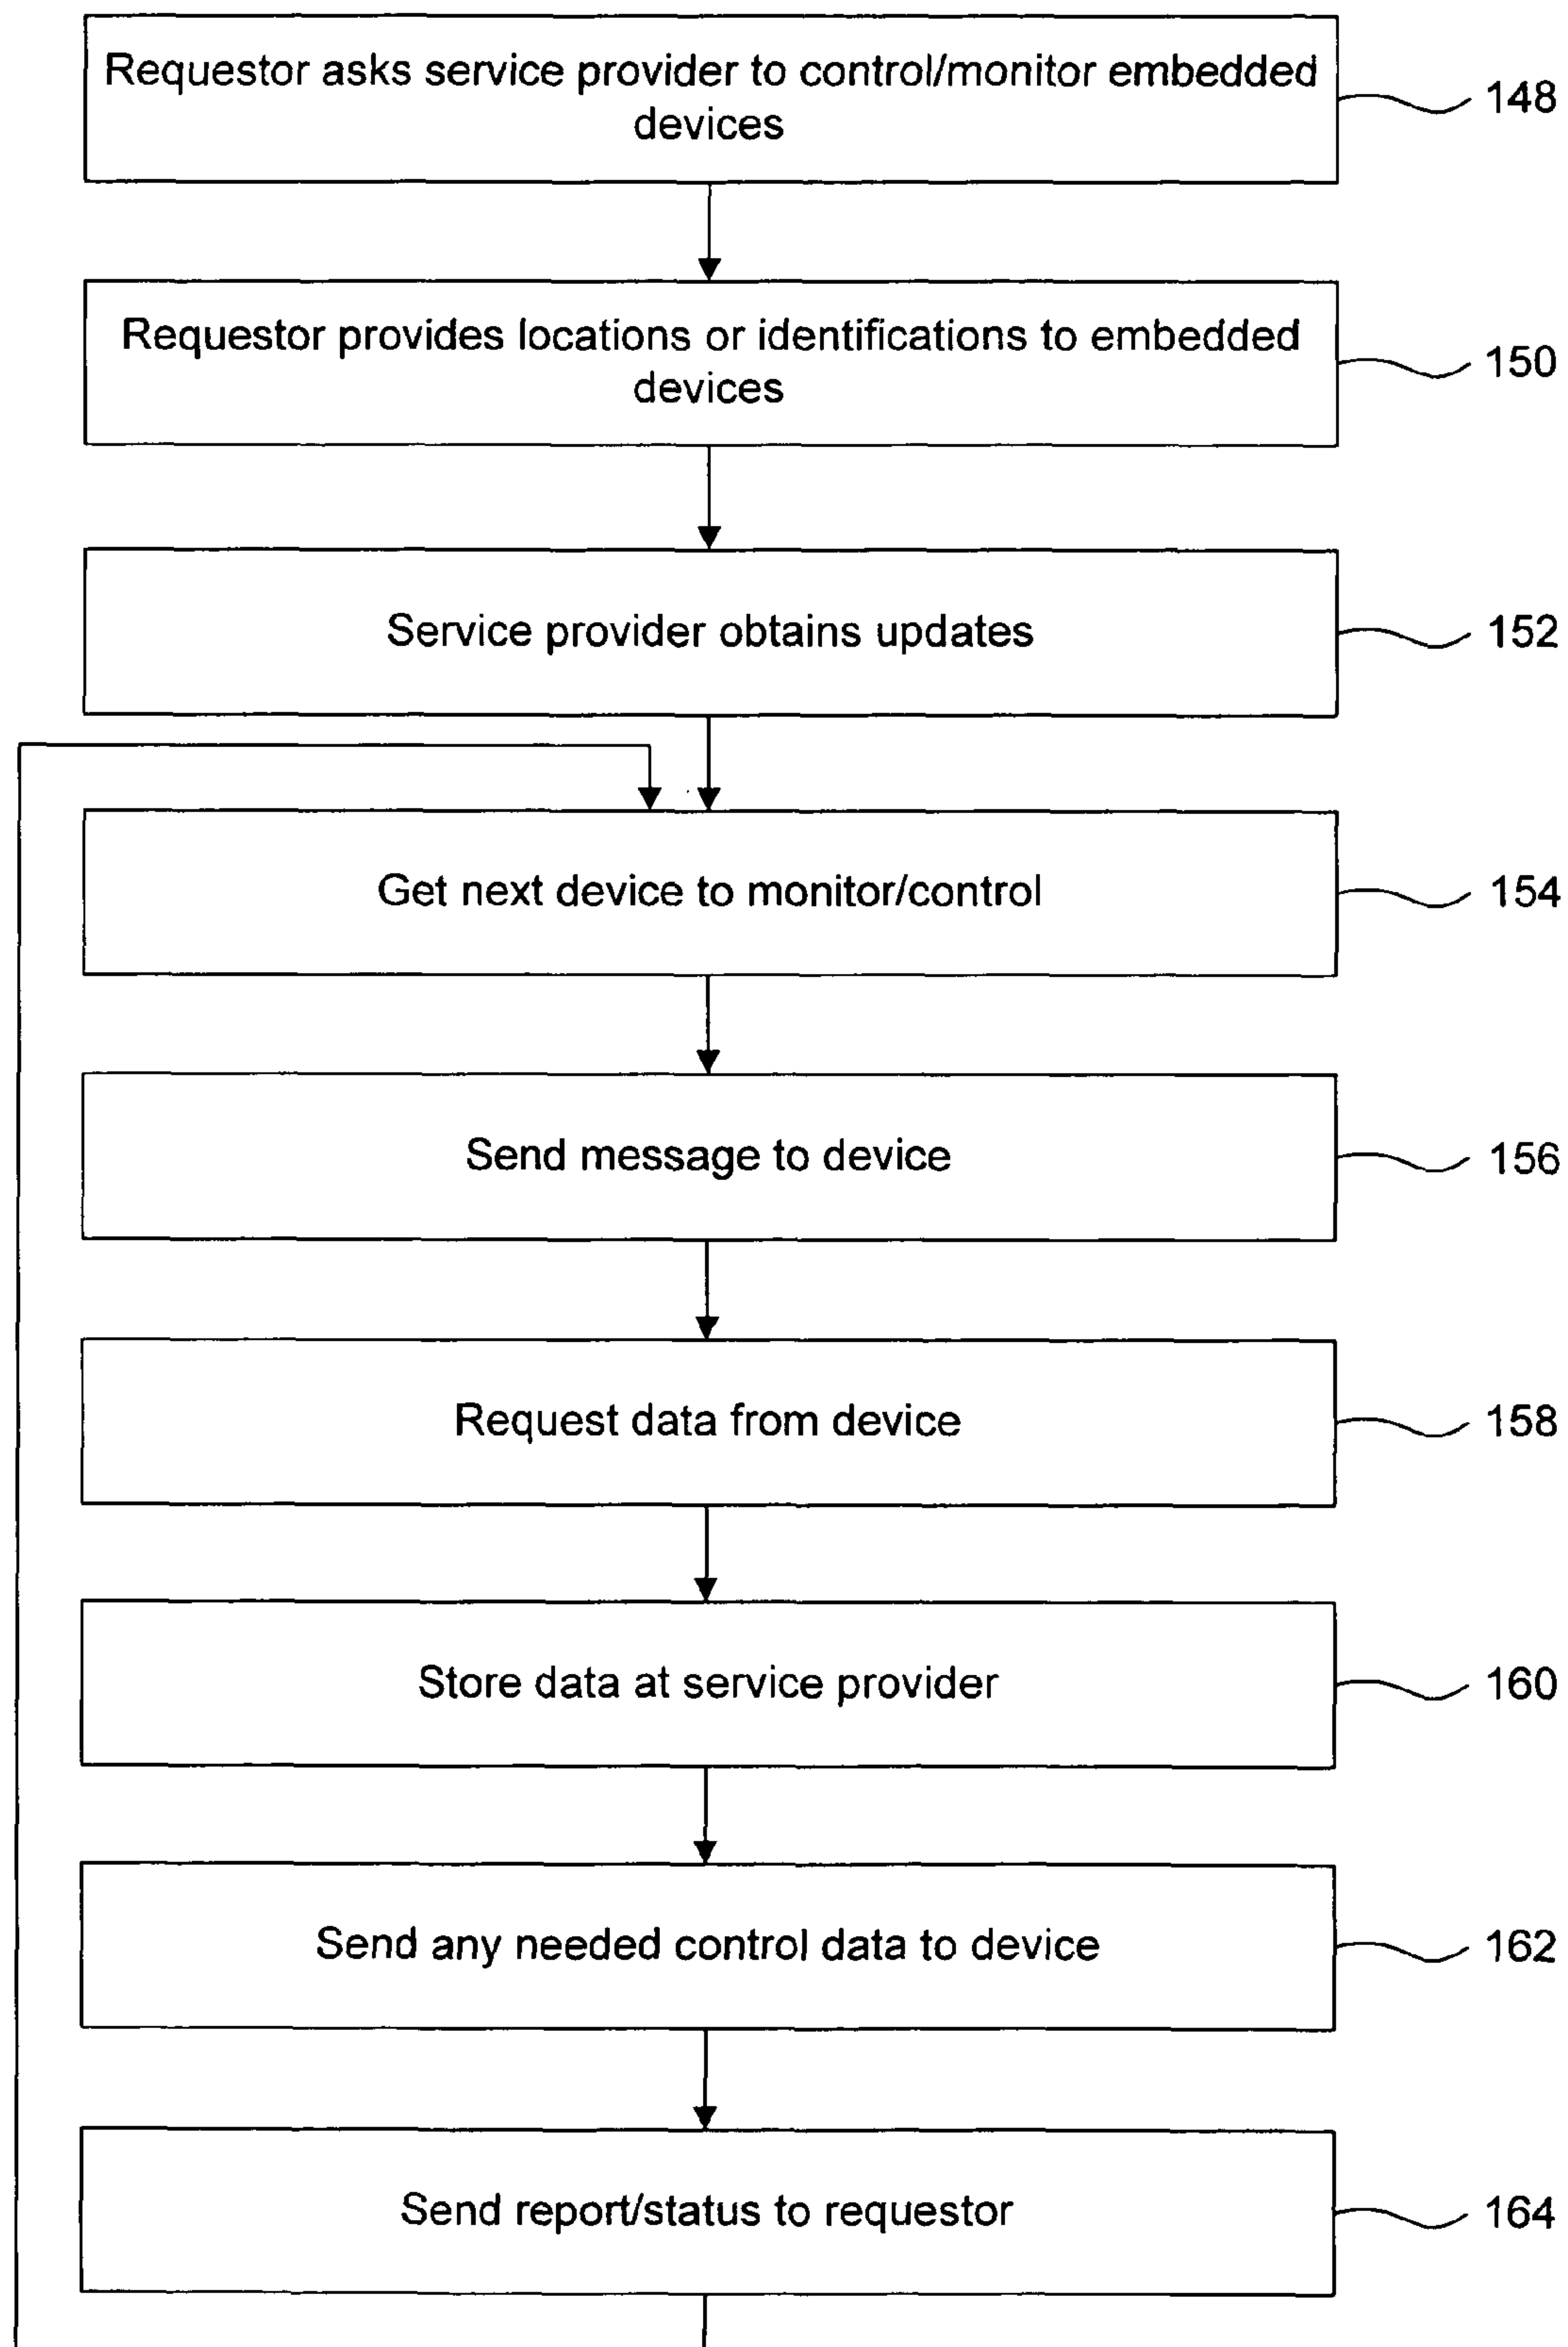 Requestor asks service provider to control/monitor embedded
devices
148
Requestor provides locations or identifications to embedded
devices
150
Service provider obtains updates
152
Get next device to monitor/control
154
Send message to device
156
Request data from device
158
Store data at service provider
160
Send any needed control data to device
162
Send report/status to requestor
164